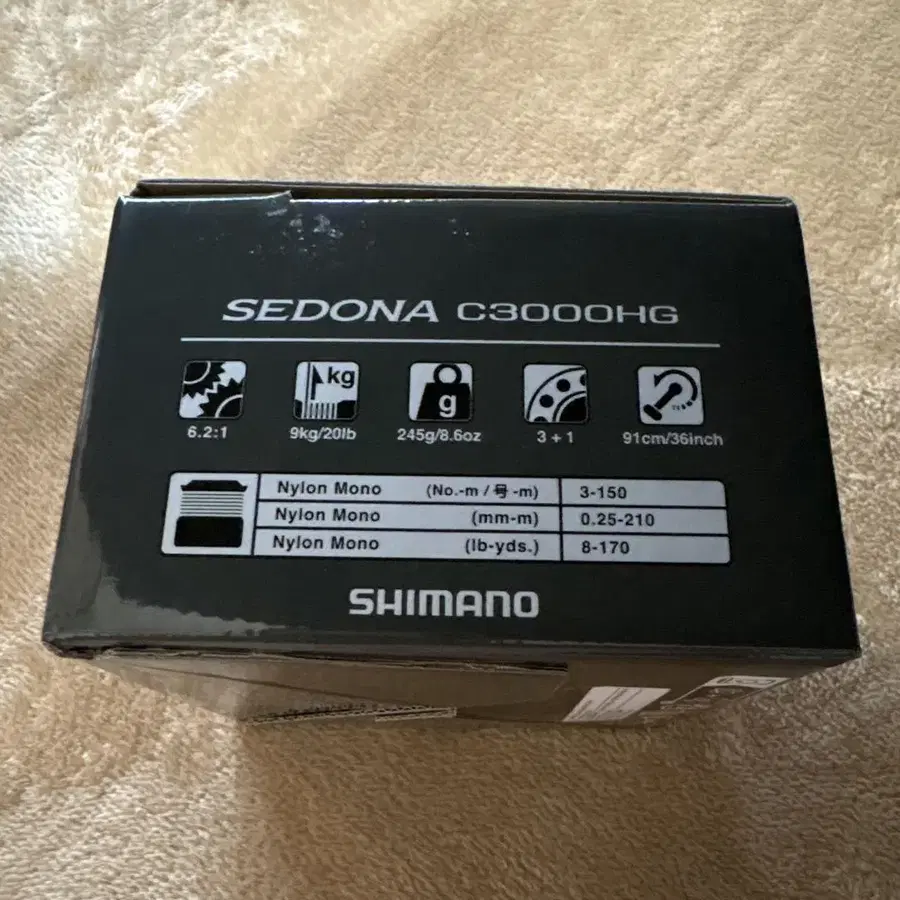 SEDONA C3000HG
kg
g
6.2:1 9kg/20lb 245g/8.6oz 3 + 1 91cm/36inch
Nylon Mono (No.-m / 号 -m) 3-150
Nylon Mono (mm-m) 0.25-210
Nylon Mono (lb-yds.) 8-170
SHIMANO